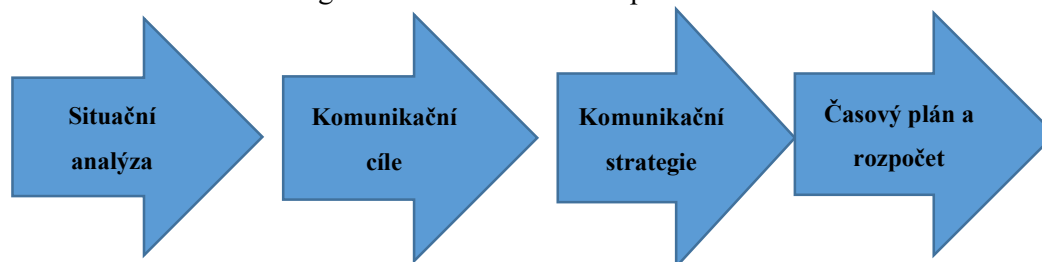 Situační
analýza
Komunikační
cíle
Komunikační
strategie
Časový plán a
rozpočet